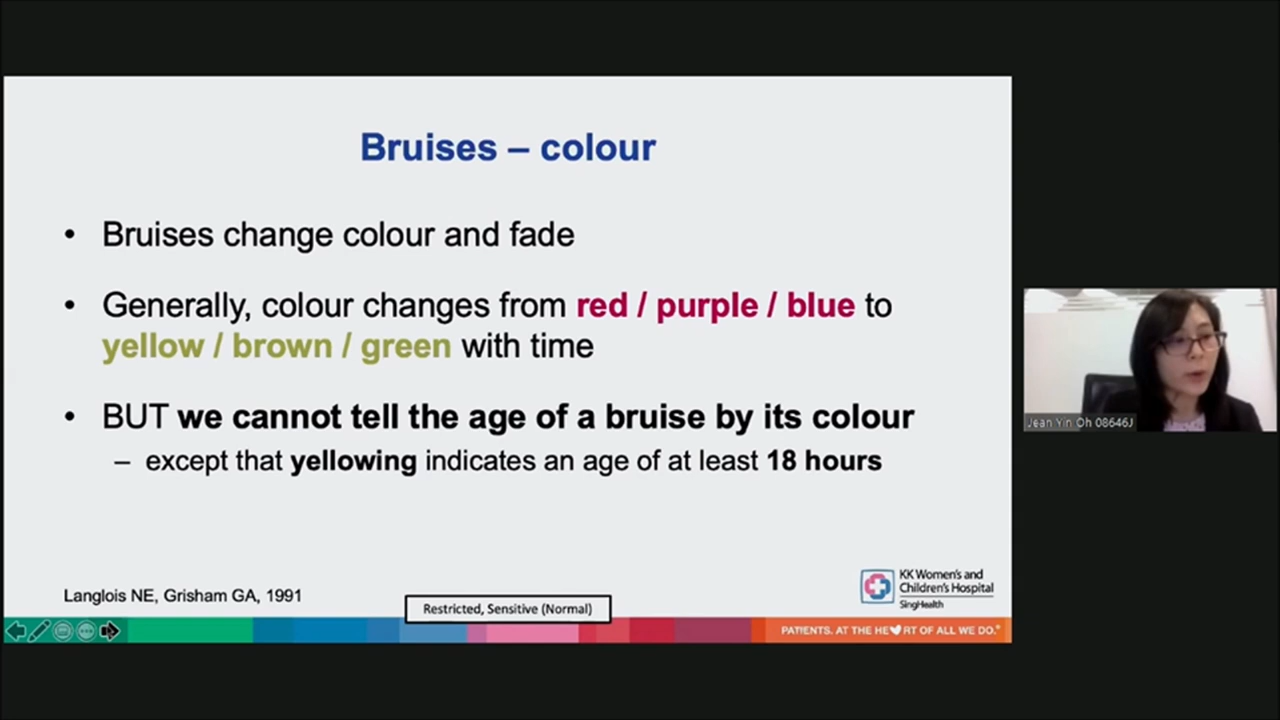 Bruises – colour
• Bruises change colour and fade
• Generally, colour changes from red / purple / blue to
yellow / brown / green with time
• BUT we cannot tell the age of a bruise by its colour
– except that yellowing indicates an age of at least 18 hours
Jean Yin Oh 08646J
Langlois NE, Grisham GA, 1991
Restricted, Sensitive (Normal)
KK Women's and
Children's Hospital
SingHealth
PATIENTS. AT THE HE♥RT OF ALL WE DO.®